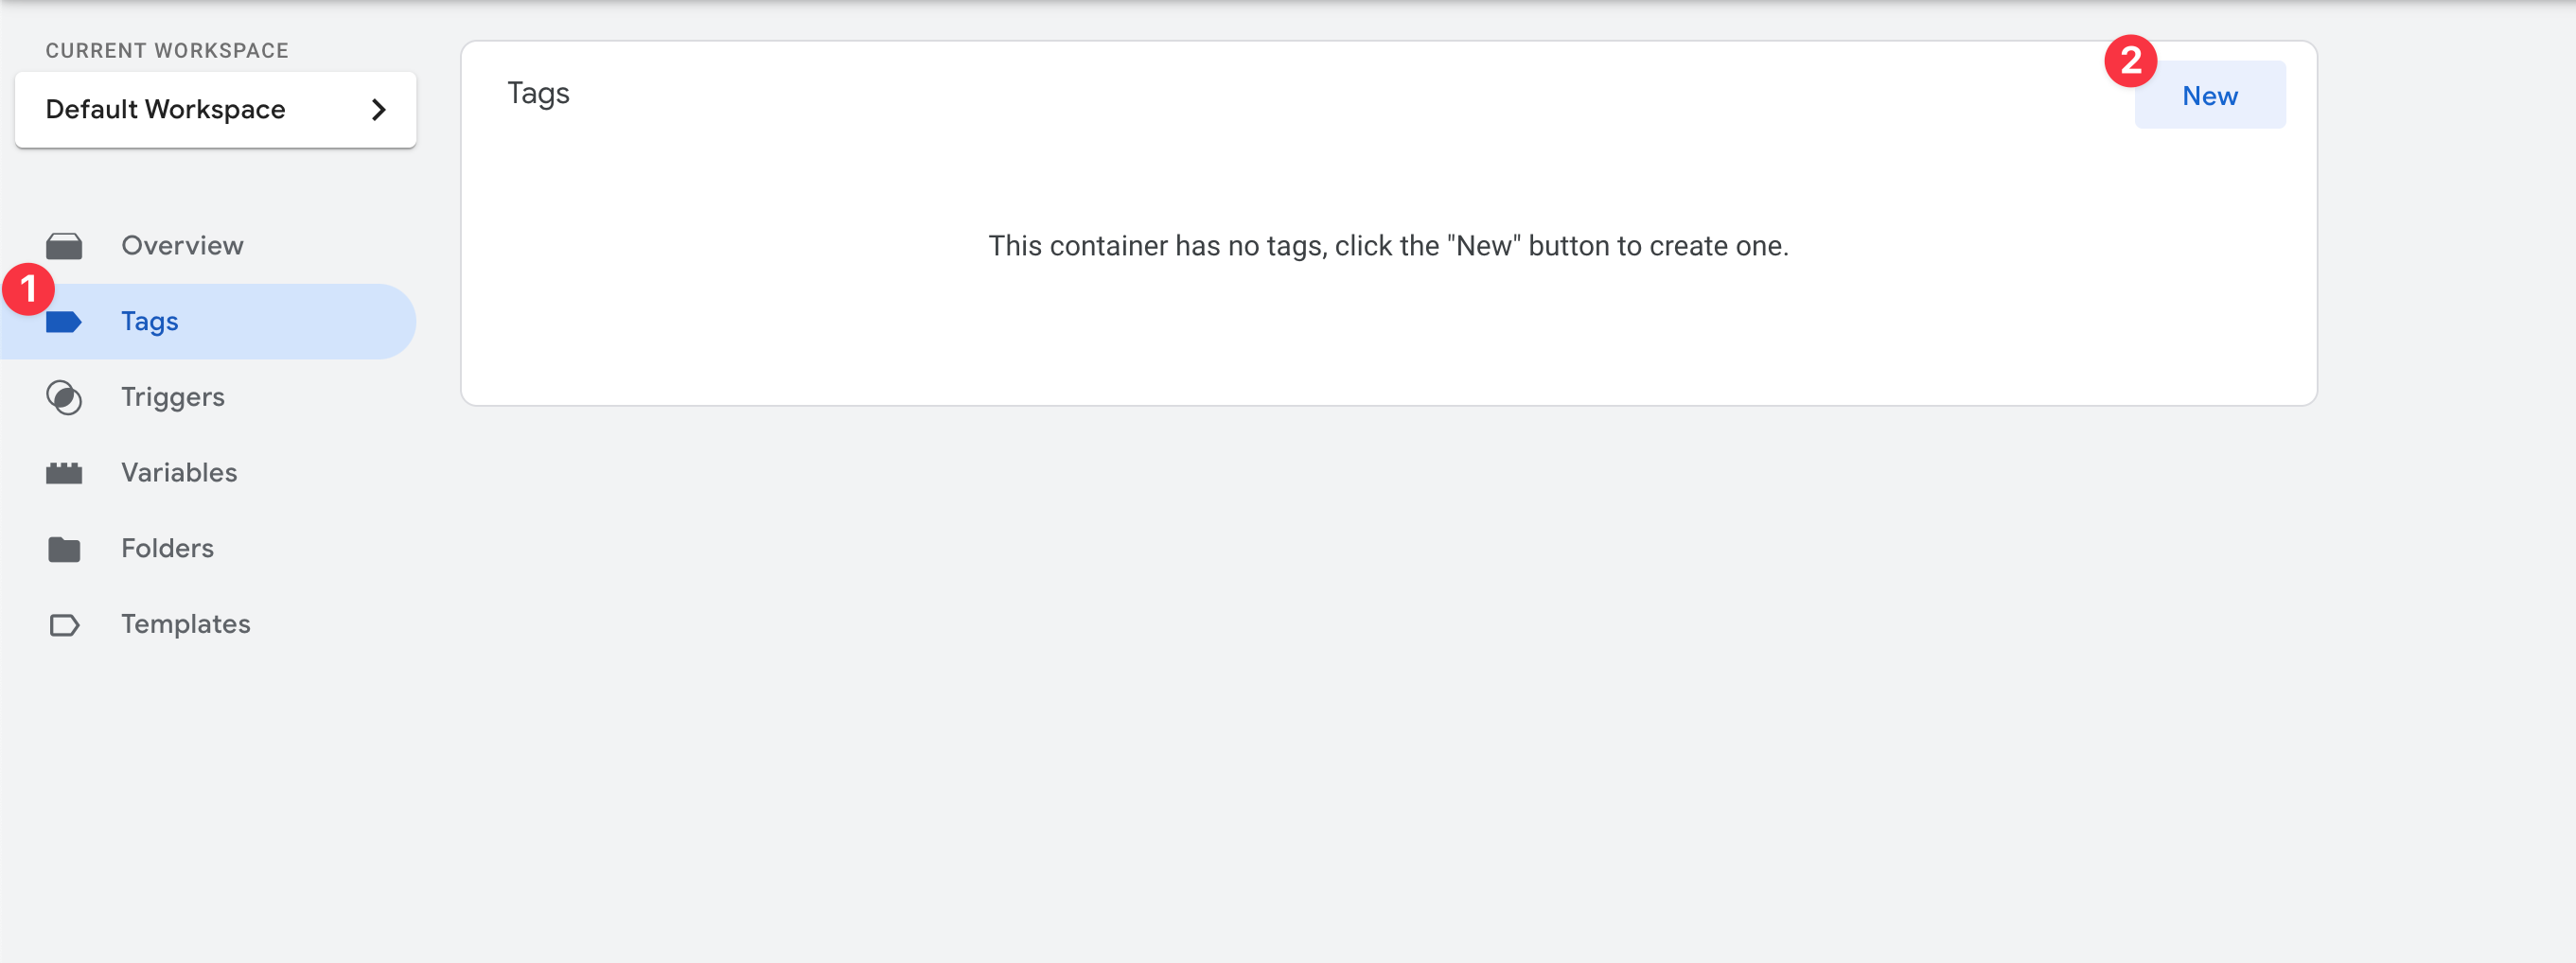 CURRENT WORKSPACE
Default Workspace
Overview
1
Tags
Triggers
Variables
Folders
Templates
Tags
2
New
This container has no tags, click the "New" button to create one.